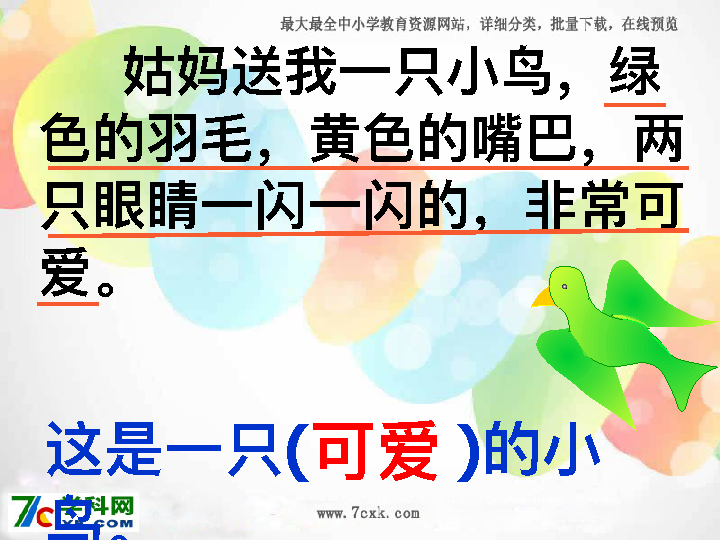 最大最全中小学教育资源网站，详细分类，批量下载，在线预览
姑妈送我一只小鸟，绿
色的羽毛，黄色的嘴巴，两
只眼睛一闪一闪的，非常可
爱。
这是一只(可爱 )的小
鸟。
学科网
www.7cxk.com